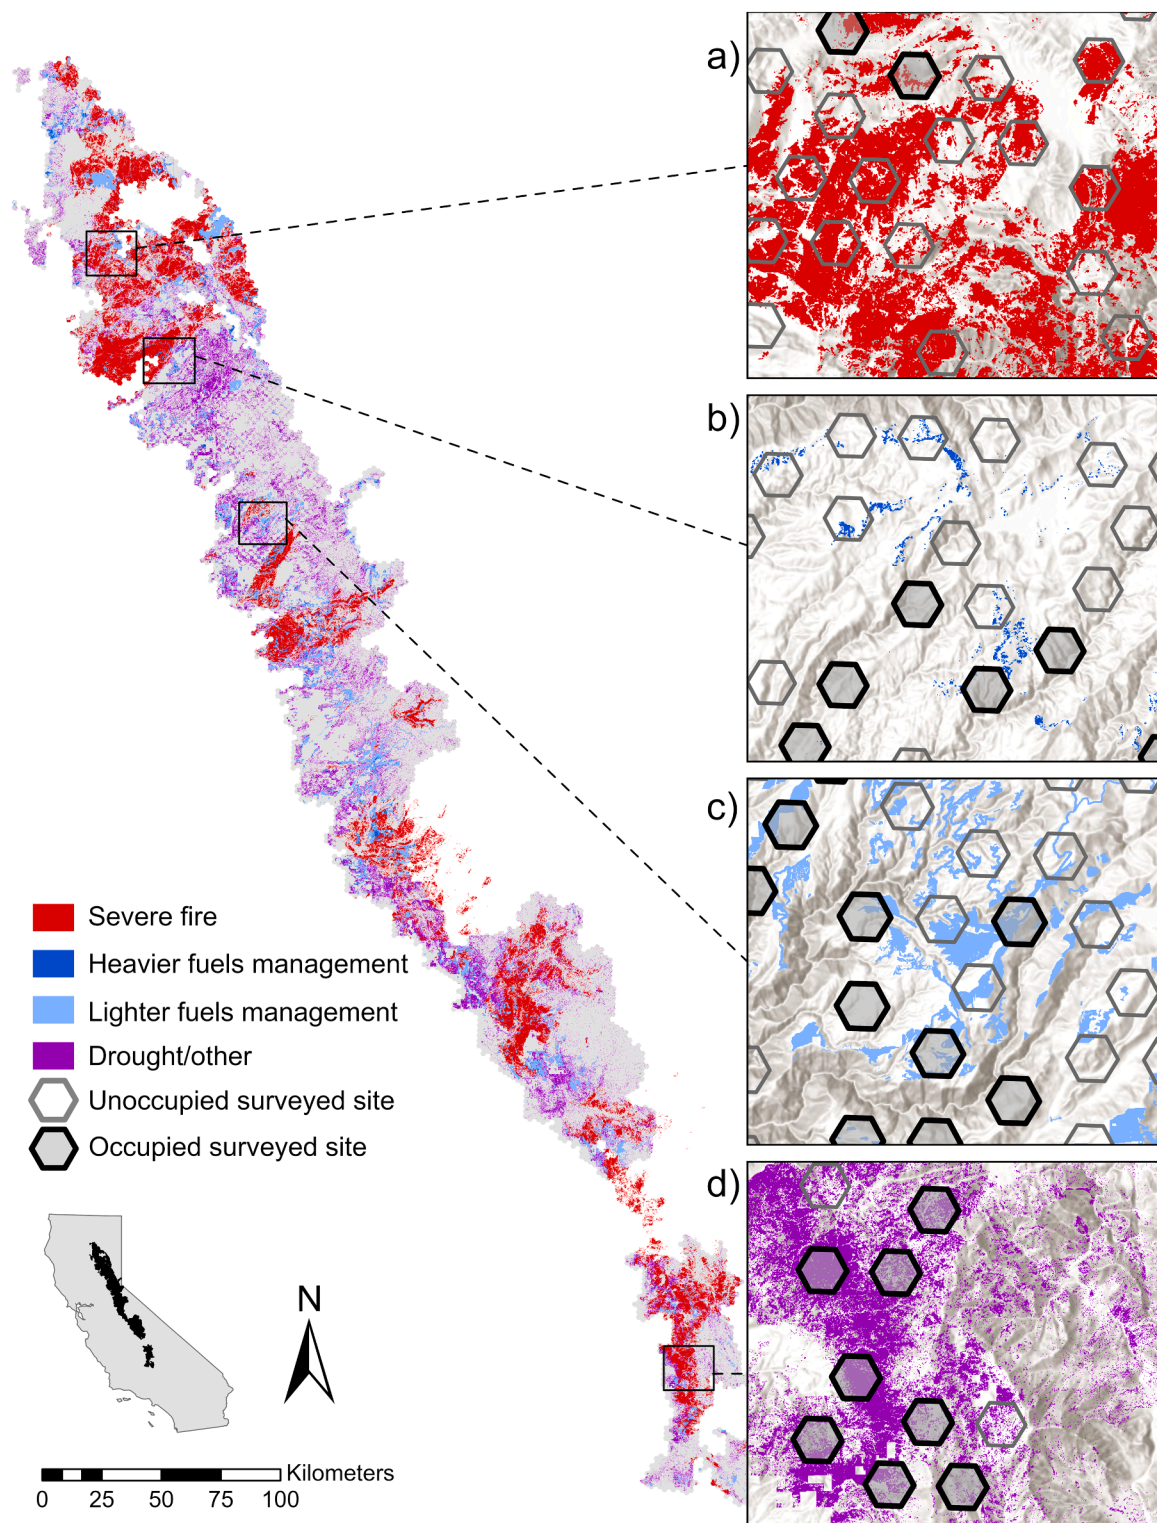 a)
b)
c)
d)
Severe fire
Heavier fuels management
Lighter fuels management
Drought/other
Unoccupied surveyed site
Occupied surveyed site
N
Kilometers
0 25 50 75 100